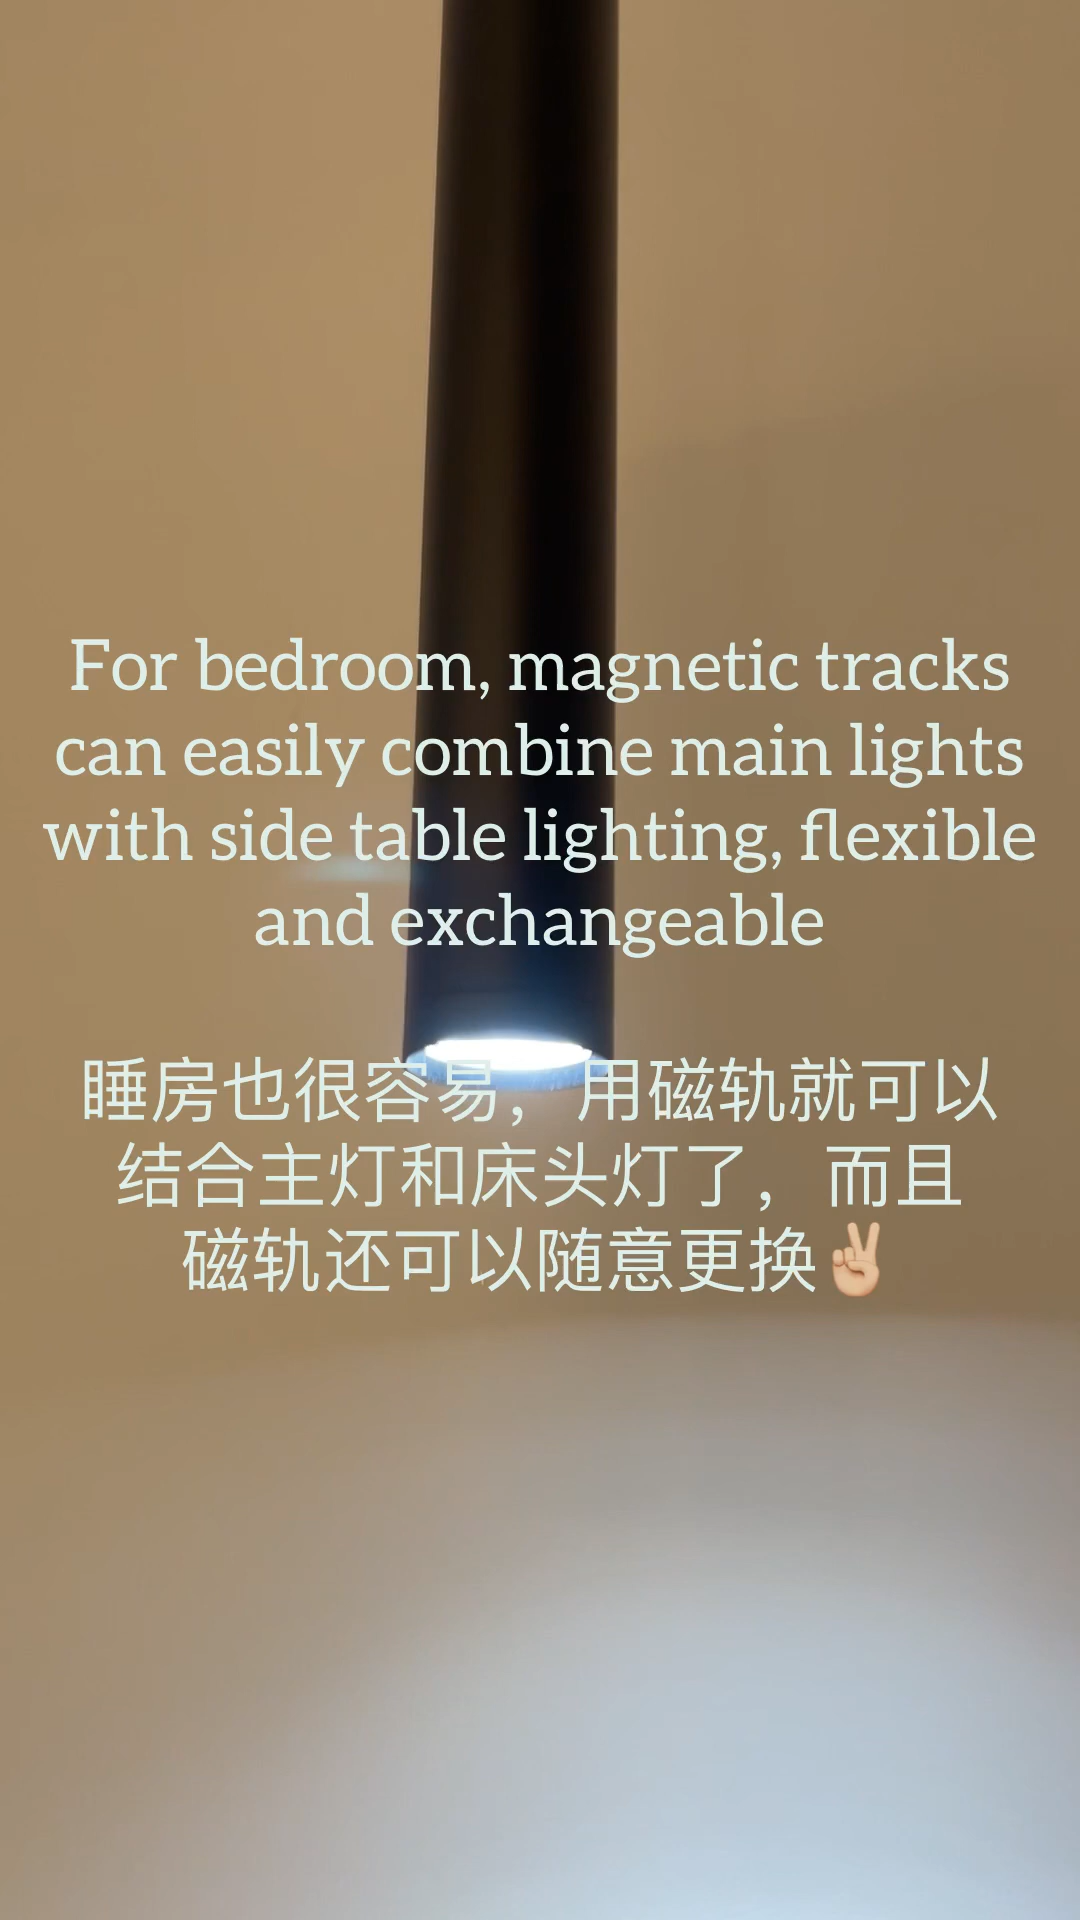 For bedroom, magnetic tracks
can easily combine main lights
with side table lighting, flexible
and exchangeable
睡房也很容易，用磁轨就可以
结合主灯和床头灯了，而且
磁轨还可以随意更换✌🏼